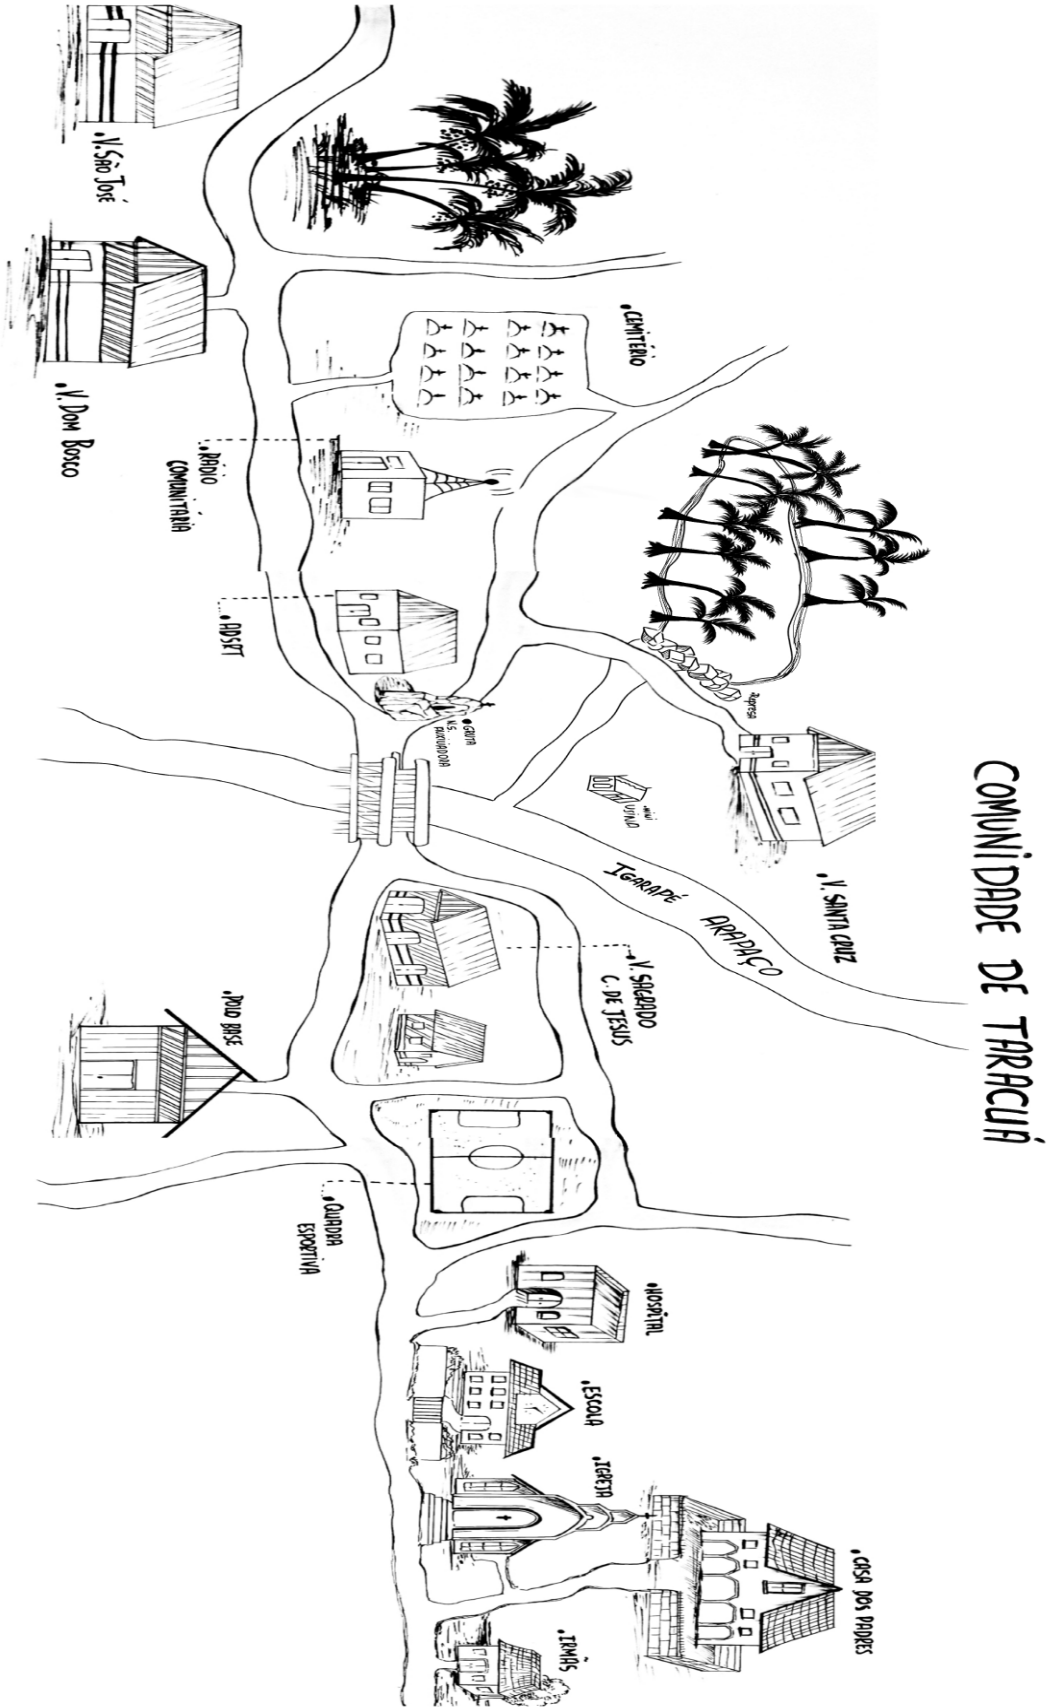 COMUNIDADE DE TARACUÁ
.V. SÃO JOSÉ
.V. DOM BOSCO
.CEMITÉRIO
.RÁDIO
COMUNITÁRIA
.ADSRT
.GRUTA
N.S.
AUXILIADORA
Represa
.V. SANTA CRUZ
.MINI
USINA
IGARAPÉ ARAPAÇO
.V. SAGRADO
C. DE JESUS
.POLO BASE
.QUADRA
ESPORTIVA
.HOSPITAL
.ESCOLA
.IGREJA
.CASA DOS PADRES
.IRMÃS